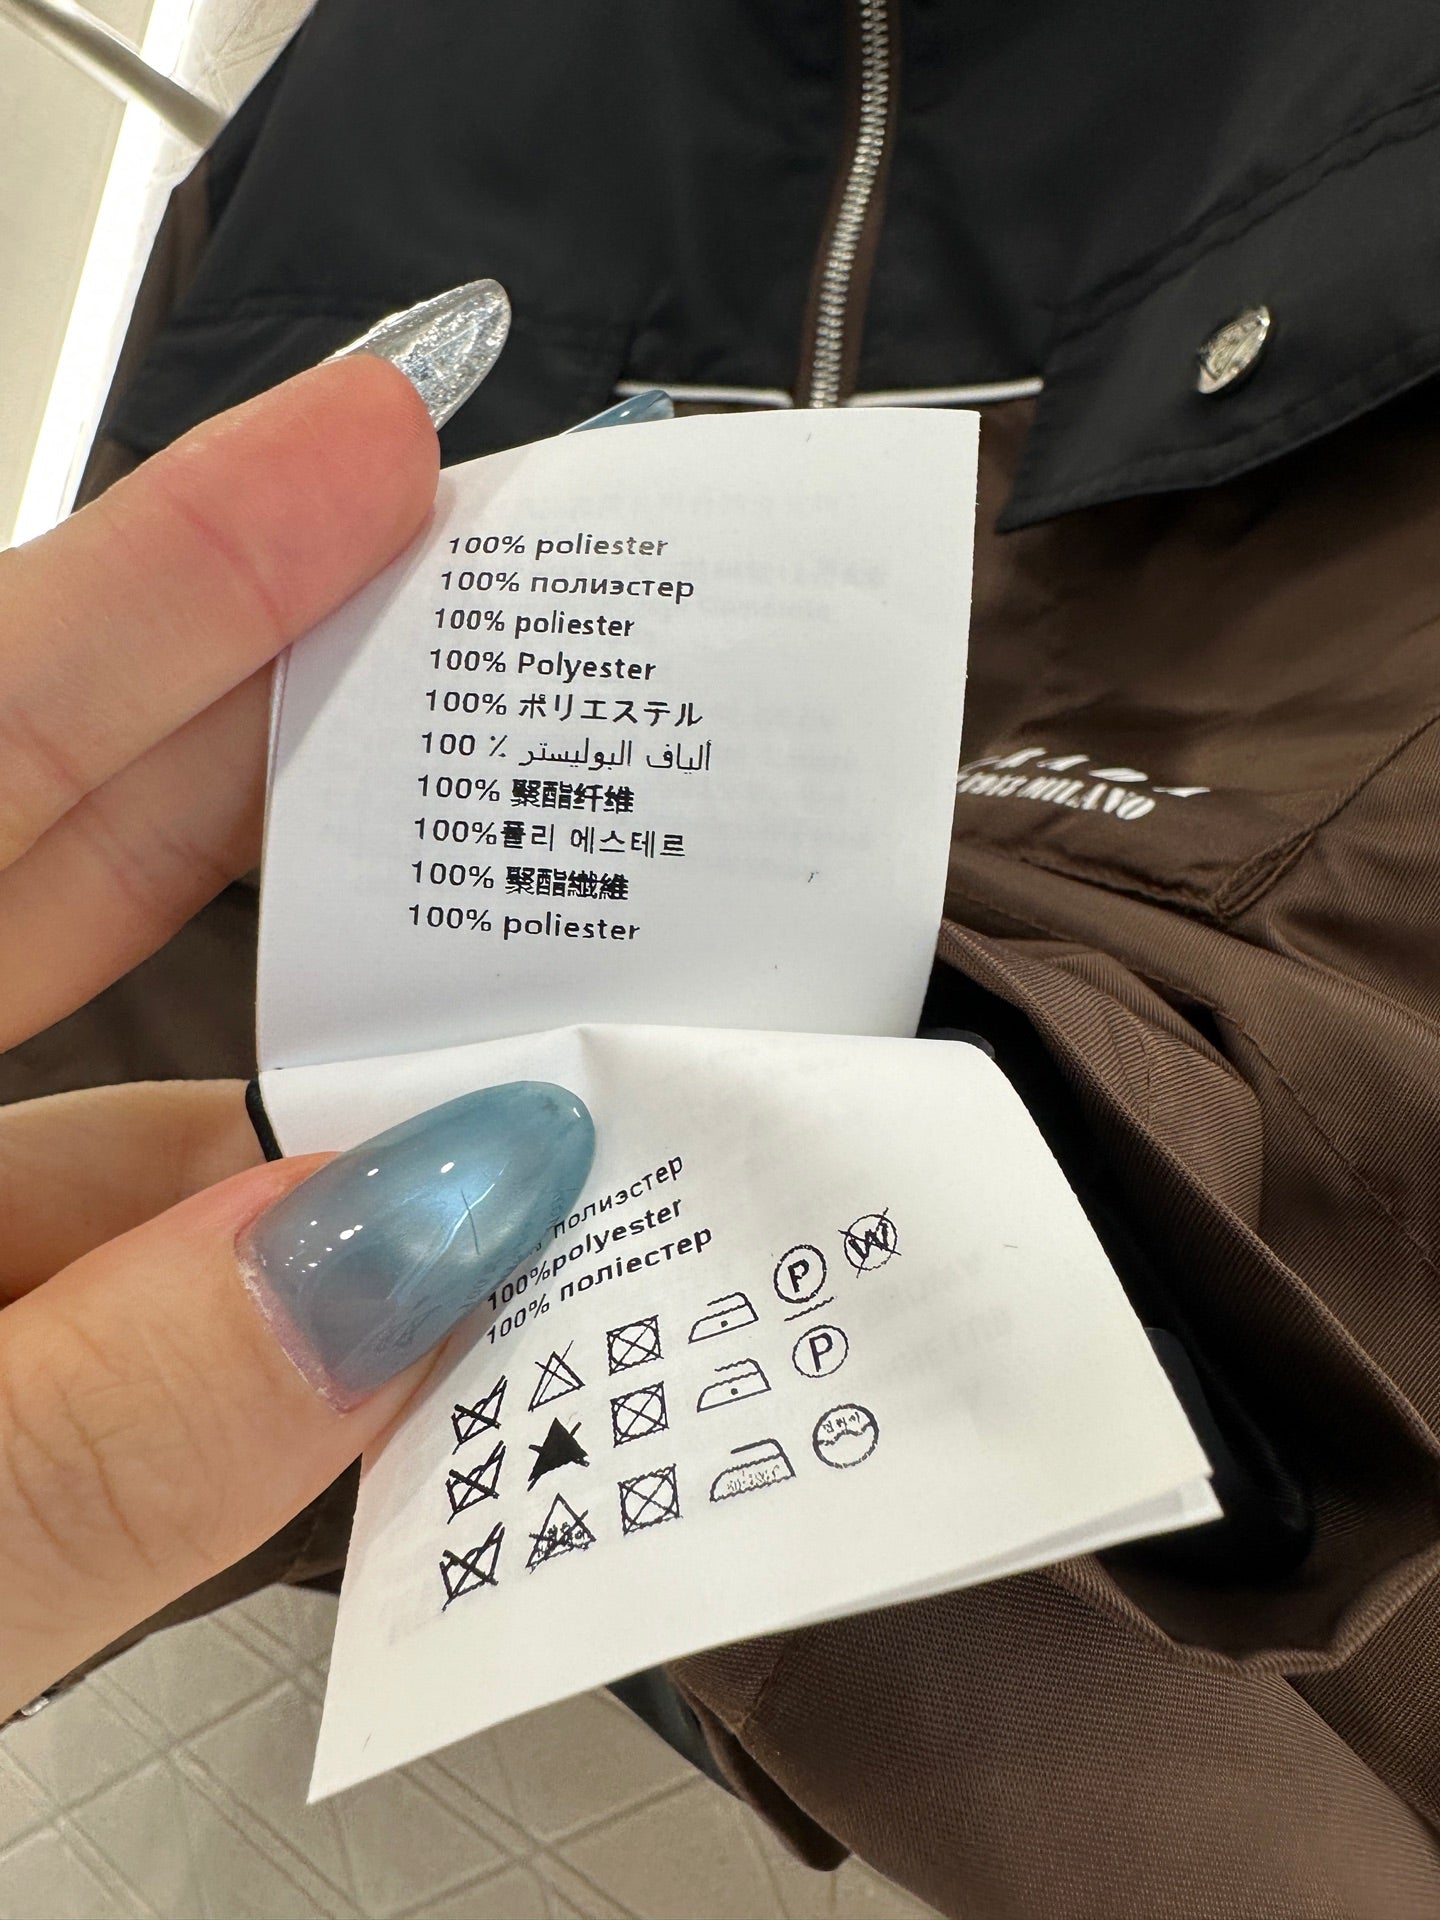 100% poliester
100% полиэстер
100% poliester
100% Polyester
100% ポリエステル
100 ٪ ألياف البوليستر
100% 聚酯纤维
100%폴리 에스테르
100% 聚酯纖維
100% poliester
полиэстер
100%polyester
100% поліестер
P
W
P
1913 MILANO